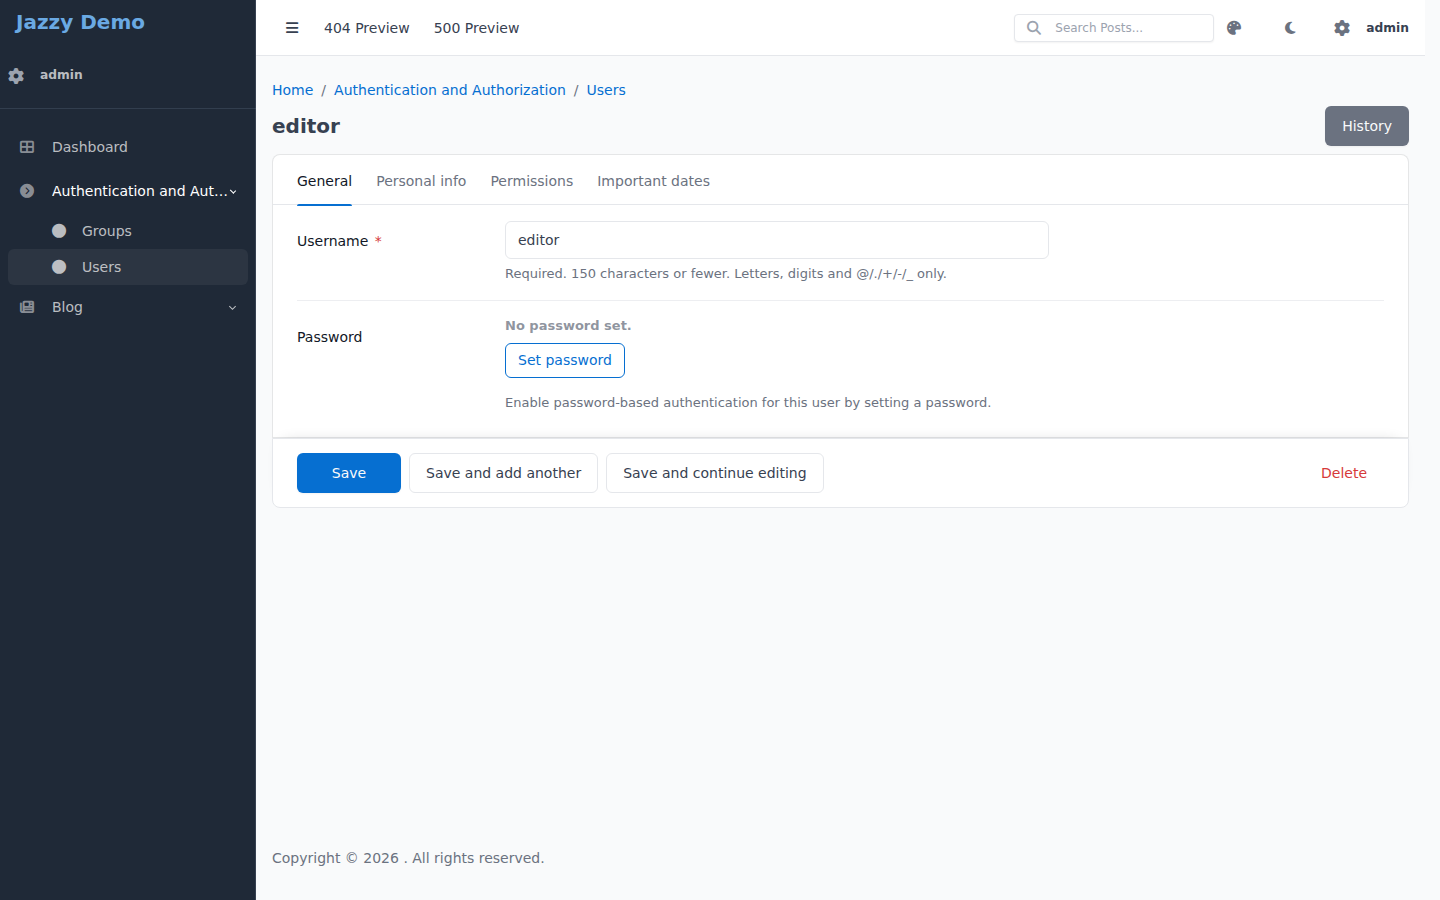 Jazzy Demo
admin
Dashboard
Authentication and Aut...
Groups
Users
Blog
404 Preview
500 Preview
Search Posts...
admin
Home / Authentication and Authorization / Users
editor
History
General
Personal info
Permissions
Important dates
Username *
editor
Required. 150 characters or fewer. Letters, digits and @/./+/-/_ only.
Password
No password set.
Set password
Enable password-based authentication for this user by setting a password.
Save
Save and add another
Save and continue editing
Delete
Copyright © 2026 . All rights reserved.